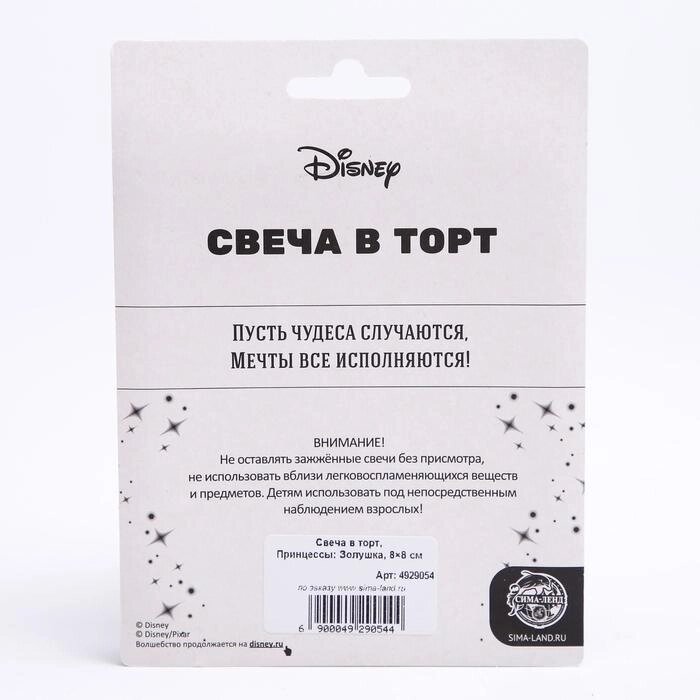 Disney
СВЕЧА В ТОРТ
ПУСТЬ ЧУДЕСА СЛУЧАЮТСЯ,
МЕЧТЫ ВСЕ ИСПОЛНЯЮТСЯ!
ВНИМАНИЕ!
Не оставлять зажжённые свечи без присмотра,
не использовать вблизи легковоспламеняющихся веществ
и предметов. Детям использовать под непосредственным
наблюдением взрослых!
Свеча в торт,
Принцессы: Золушка, 8×8 см
Арт: 4929054
по заказу www.sima-land.ru
6 900049 290544
© Disney
© Disney/Pixar
Волшебство продолжается на disney.ru
СИМА-ЛЕНД
SIMA-LAND.RU